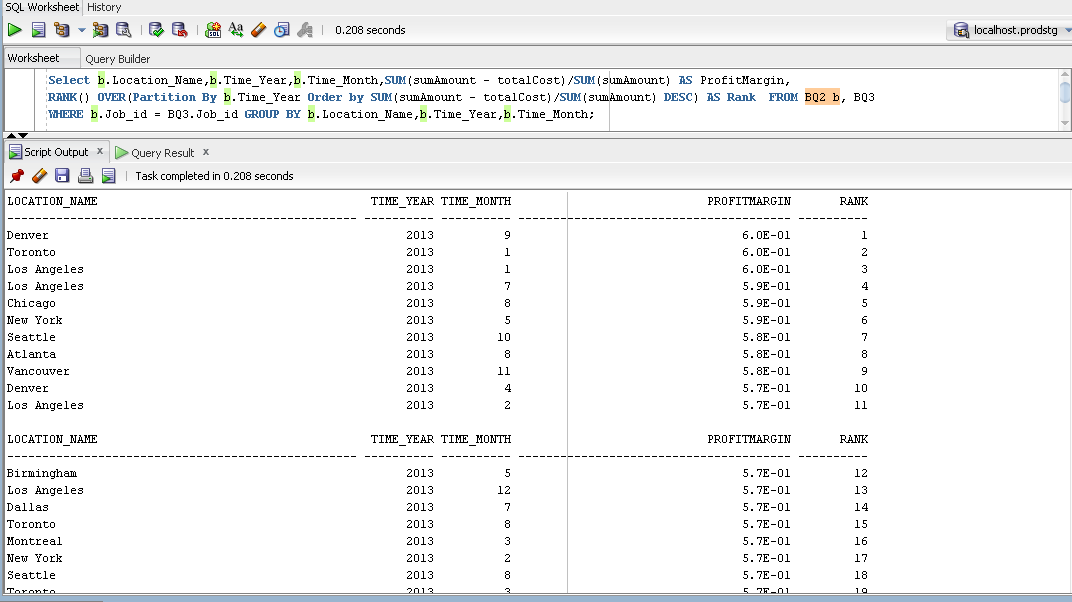 SQL Worksheet History
0.208 seconds
localhost.prodstg
Worksheet Query Builder
Select b.Location_Name,b.Time_Year,b.Time_Month,SUM(sumAmount - totalCost)/SUM(sumAmount) AS ProfitMargin,
RANK() OVER(Partition By b.Time_Year Order by SUM(sumAmount - totalCost)/SUM(sumAmount) DESC) AS Rank  FROM BQ2 b, BQ3
WHERE b.Job_id = BQ3.Job_id GROUP BY b.Location_Name,b.Time_Year,b.Time_Month;
Script Output x Query Result x
Task completed in 0.208 seconds
LOCATION_NAME TIME_YEAR TIME_MONTH PROFITMARGIN RANK
Denver 2013 9 6.0E-01 1
Toronto 2013 1 6.0E-01 2
Los Angeles 2013 1 6.0E-01 3
Los Angeles 2013 7 5.9E-01 4
Chicago 2013 8 5.9E-01 5
New York 2013 5 5.9E-01 6
Seattle 2013 10 5.8E-01 7
Atlanta 2013 8 5.8E-01 8
Vancouver 2013 11 5.8E-01 9
Denver 2013 4 5.7E-01 10
Los Angeles 2013 2 5.7E-01 11
LOCATION_NAME TIME_YEAR TIME_MONTH PROFITMARGIN RANK
Birmingham 2013 5 5.7E-01 12
Los Angeles 2013 12 5.7E-01 13
Dallas 2013 7 5.7E-01 14
Toronto 2013 8 5.7E-01 15
Montreal 2013 3 5.7E-01 16
New York 2013 2 5.7E-01 17
Seattle 2013 8 5.7E-01 18
Toronto 2013 3 5.7E-01 19